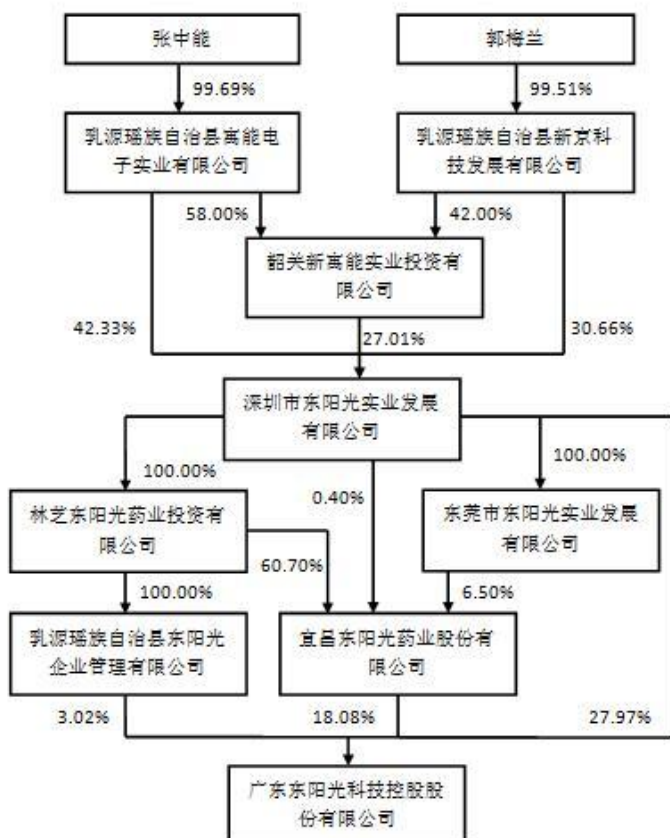 张中能
郭梅兰
99.69%
99.51%
乳源瑶族自治县寓能电
子实业有限公司
乳源瑶族自治县新京科
技发展有限公司
58.00%
42.00%
韶关新寓能实业投资有
限公司
42.33%
27.01%
30.66%
深圳市东阳光实业发展
有限公司
100.00%
0.40%
100.00%
林芝东阳光药业投资有
限公司
东莞市东阳光实业发展
有限公司
60.70%
100.00%
6.50%
乳源瑶族自治县东阳光
企业管理有限公司
宜昌东阳光药业股份有
限公司
3.02%
18.08%
27.97%
广东东阳光科技控股股
份有限公司